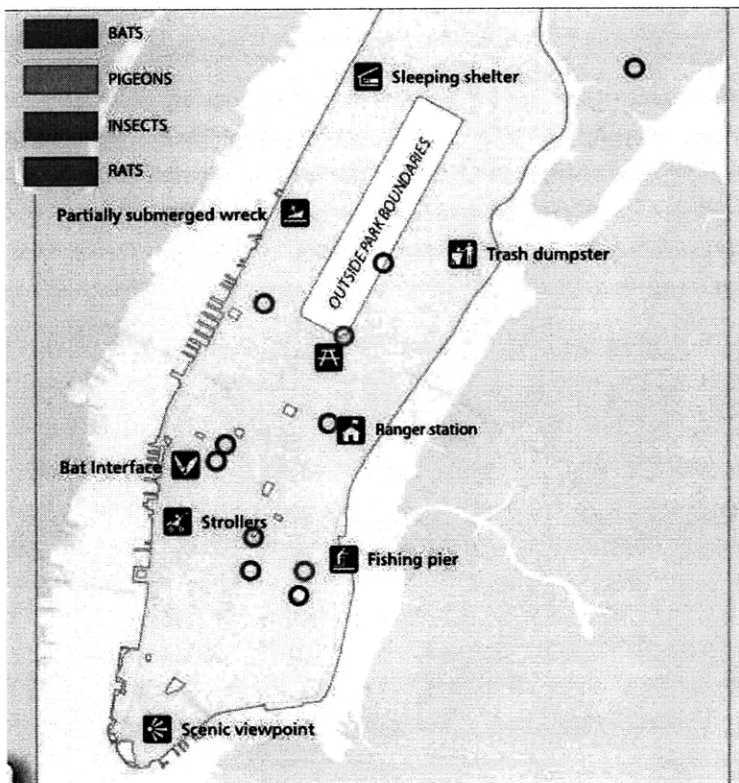 BATS
PIGEONS
INSECTS
RATS
Sleeping shelter
OUTSIDE PARK BOUNDARIES
Partially submerged wreck
Trash dumpster
Ranger station
Bat Interface
Strollers
Fishing pier
Scenic viewpoint